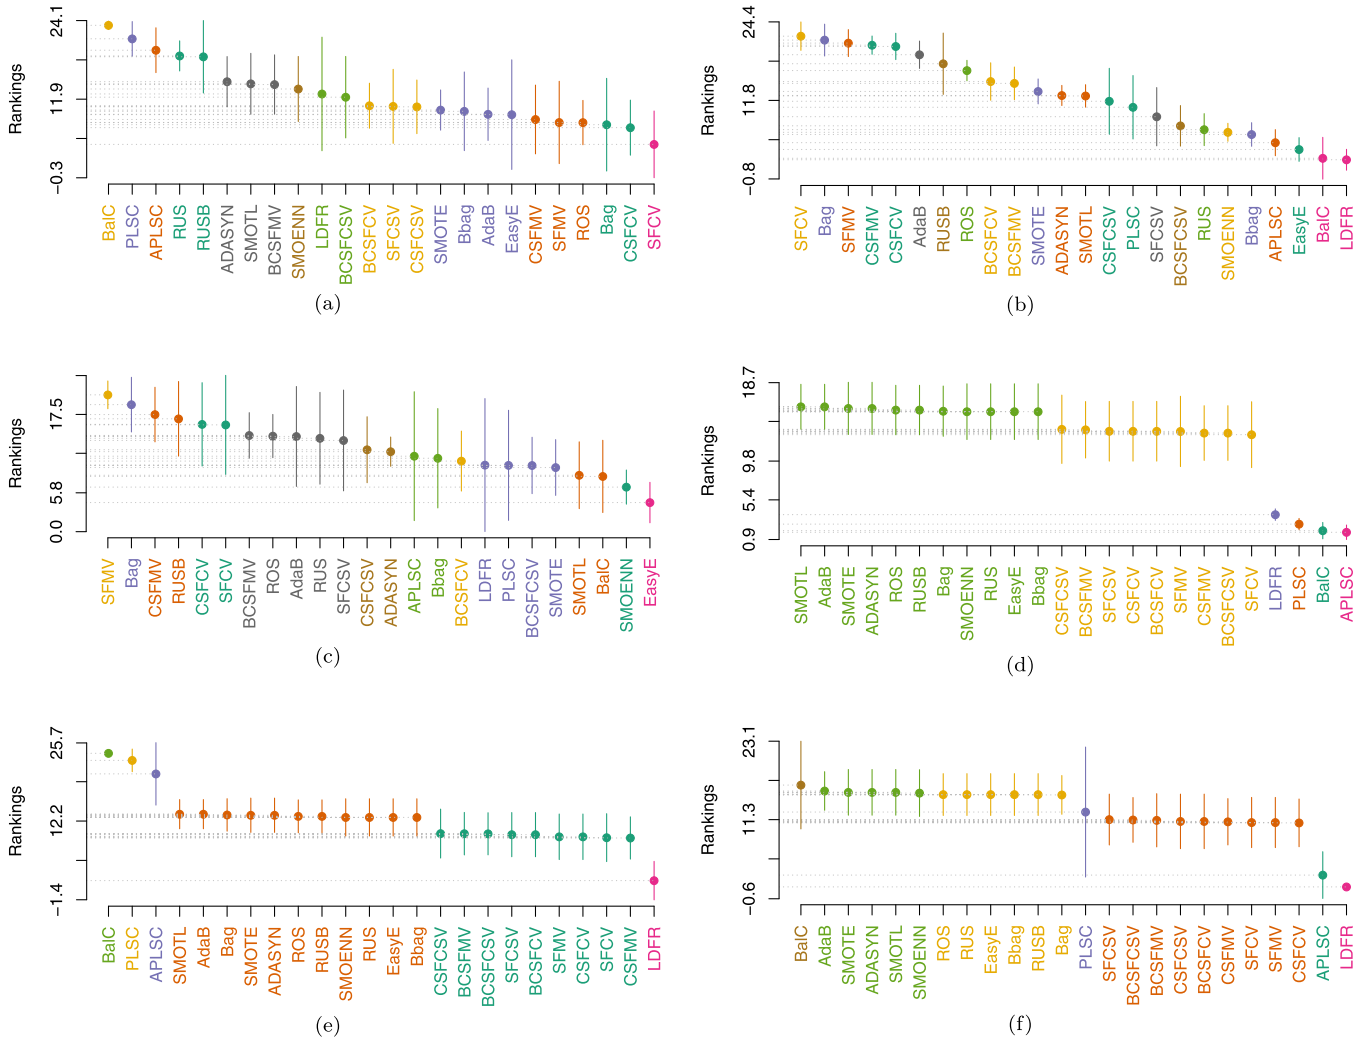 Rankings
24.1
11.9
−0.3
BalC PLSC APLSC RUS RUSB ADASYN SMOTL BCSFMV SMOENN LDFR BCSFCSV BCSFCV SFCSV CSFCSV SMOTE Bbag AdaB EasyE CSFMV SFMV ROS Bag CSFCV SFCV
(a)
Rankings
24.4
11.8
−0.8
SFCV Bag SFMV CSFMV CSFCV AdaB RUSB ROS BCSFCV BCSFMV SMOTE ADASYN SMOTL CSFCSV PLSC SFCSV BCSFCSV RUS SMOENN Bbag APLSC EasyE BalC LDFR
(b)
Rankings
17.5
5.8
0.0
SFMV Bag CSFMV RUSB CSFCV SFCV BCSFMV ROS AdaB RUS SFCSV CSFCSV ADASYN APLSC Bbag BCSFCV LDFR PLSC BCSFCSV SMOTE SMOTL BalC SMOENN EasyE
(c)
Rankings
18.7
9.8
5.4
0.9
SMOTL AdaB SMOTE ADASYN ROS RUSB Bag SMOENN RUS EasyE Bbag CSFCSV BCSFMV SFCSV CSFCV BCSFCV SFMV CSFMV BCSFCSV SFCV LDFR PLSC BalC APLSC
(d)
Rankings
25.7
12.2
−1.4
BalC PLSC APLSC SMOTL AdaB Bag SMOTE ADASYN ROS RUSB SMOENN RUS EasyE Bbag CSFCSV BCSFMV BCSFCSV SFCSV BCSFCV SFMV CSFCV SFCV CSFMV LDFR
(e)
Rankings
23.1
11.3
−0.6
BalC AdaB SMOTE ADASYN SMOTL SMOENN ROS RUS EasyE Bbag RUSB Bag PLSC SFCSV BCSFCSV BCSFMV CSFCSV BCSFCV CSFMV SFCV SFMV CSFCV APLSC LDFR
(f)